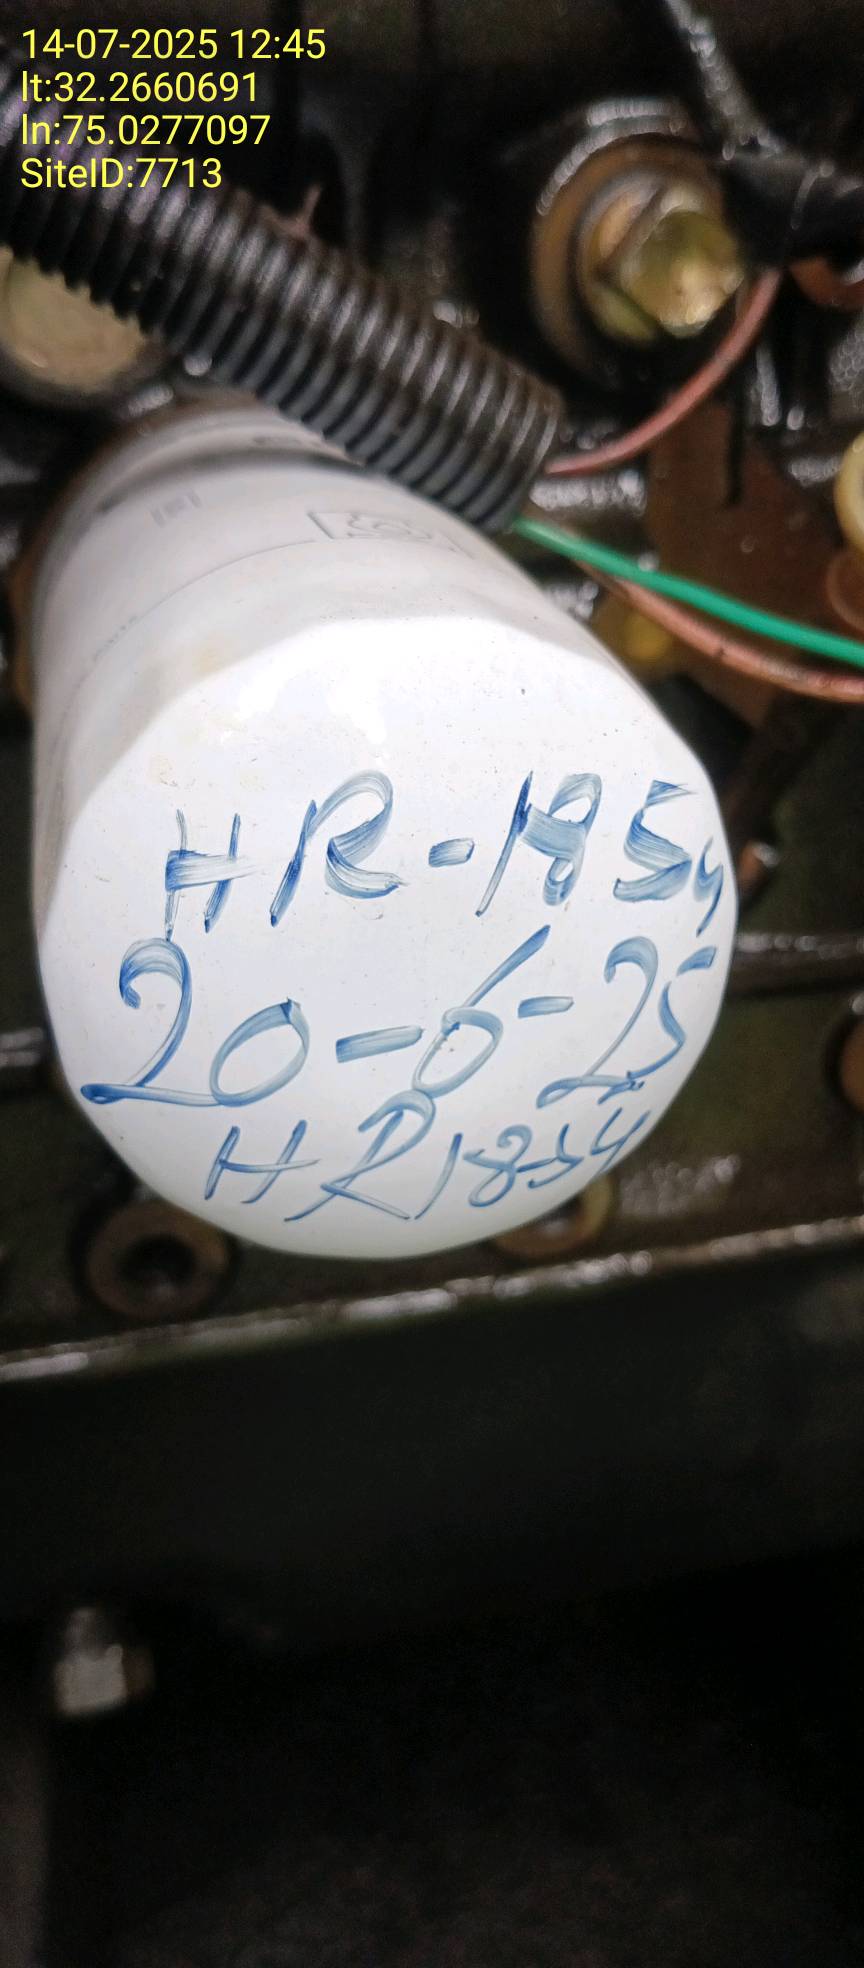 14-07-2025 12:45
lt:32.2660691
ln:75.0277097
SiteID:7713
HR-1854
20-6-25
HR1854